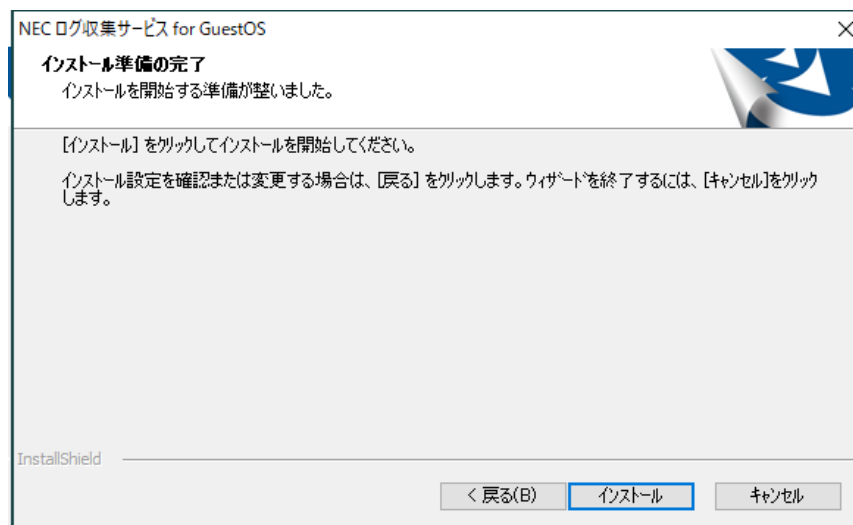 NEC ログ収集サービス for GuestOS
インストール準備の完了
インストールを開始する準備が整いました。
[インストール] をクリックしてインストールを開始してください。
インストール設定を確認または変更する場合は、[戻る] をクリックします。ウィザードを終了するには、[キャンセル]をクリック
します。
InstallShield
< 戻る(B)
インストール
キャンセル